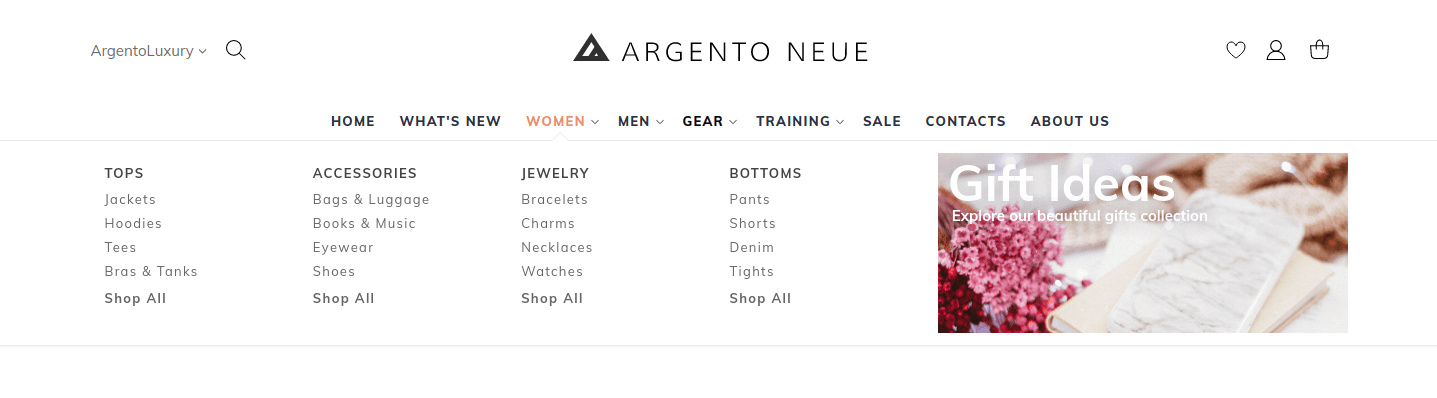 ArgentoLuxury
ARGENTO NEUE
HOME WHAT'S NEW WOMEN MEN GEAR TRAINING SALE CONTACTS ABOUT US
TOPS
Jackets
Hoodies
Tees
Bras & Tanks
Shop All
ACCESSORIES
Bags & Luggage
Books & Music
Eyewear
Shoes
Shop All
JEWELRY
Bracelets
Charms
Necklaces
Watches
Shop All
BOTTOMS
Pants
Shorts
Denim
Tights
Shop All
Gift Ideas
Explore our beautiful gifts collection